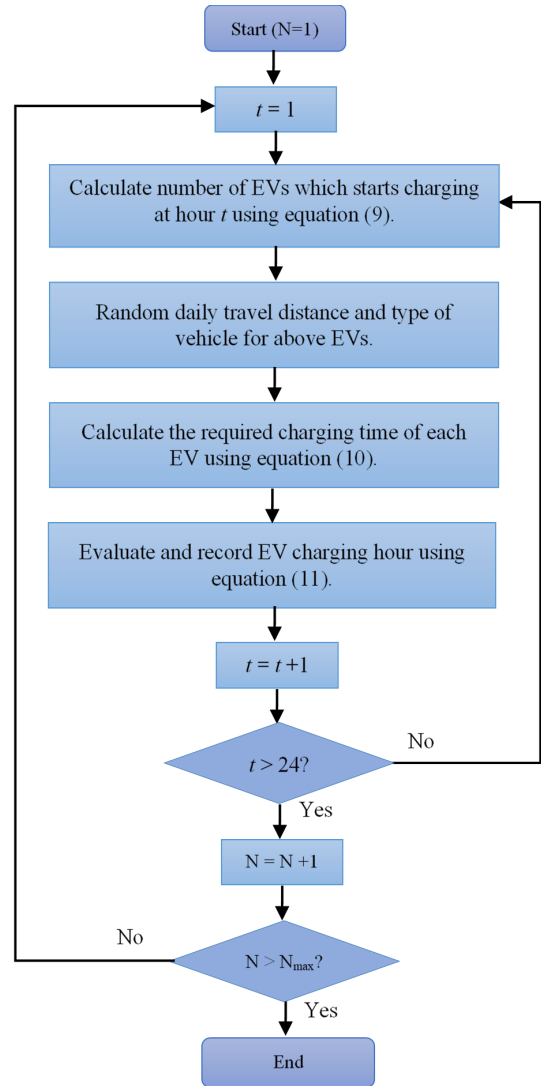 Start (N=1)
t = 1
Calculate number of EVs which starts charging
at hour t using equation (9).
Random daily travel distance and type of
vehicle for above EVs.
Calculate the required charging time of each
EV using equation (10).
Evaluate and record EV charging hour using
equation (11).
t = t +1
t > 24?
No
Yes
N = N +1
No
N > Nmax?
Yes
End